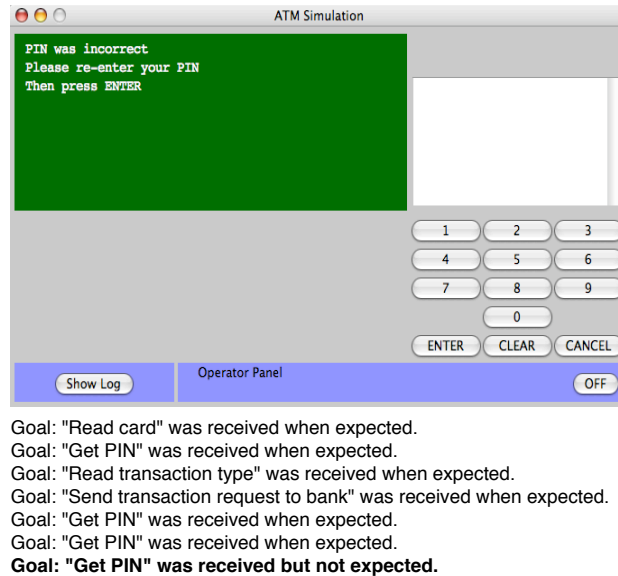 ATM Simulation
PIN was incorrect
Please re-enter your PIN
Then press ENTER
1 2 3
4 5 6
7 8 9
0
ENTER CLEAR CANCEL
Show Log Operator Panel OFF
Goal: "Read card" was received when expected.
Goal: "Get PIN" was received when expected.
Goal: "Read transaction type" was received when expected.
Goal: "Send transaction request to bank" was received when expected.
Goal: "Get PIN" was received when expected.
Goal: "Get PIN" was received when expected.
Goal: "Get PIN" was received but not expected.